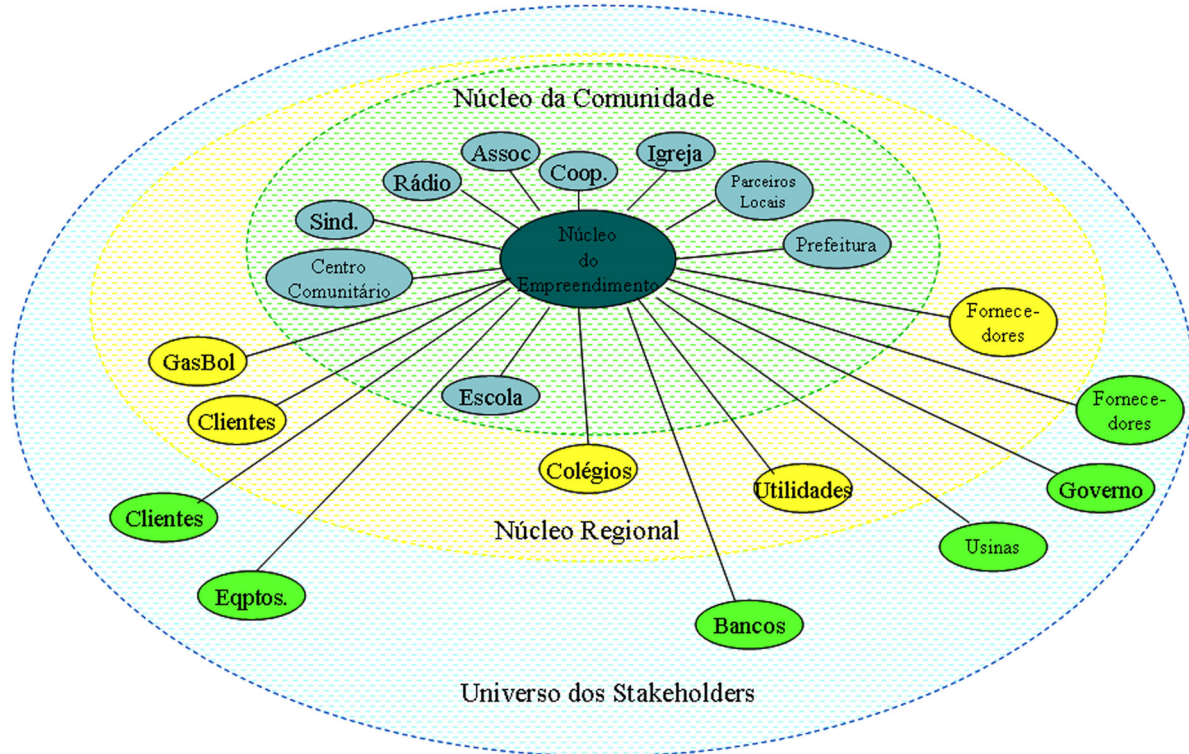 Núcleo da Comunidade
Assoc
Coop.
Igreja
Rádio
Parceiros
Locais
Sind.
Núcleo
do
Empreendimento
Prefeitura
Centro
Comunitário
Fornece-
dores
GasBol
Escola
Clientes
Fornece-
dores
Colégios
Utilidades
Governo
Clientes
Núcleo Regional
Usinas
Eqptos.
Bancos
Universo dos Stakeholders